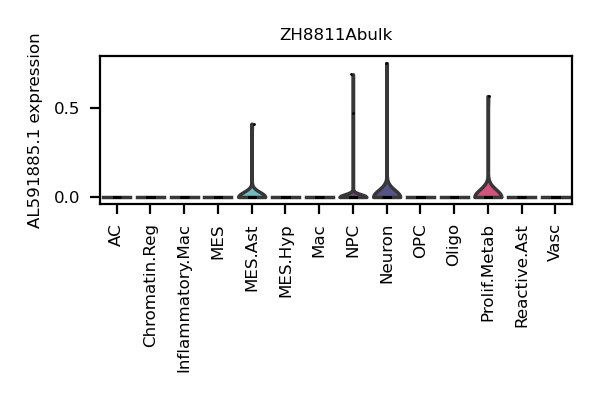 ZH8811Abulk
AL591885.1 expression
0.5
0.0
AC
Chromatin.Reg
Inflammatory.Mac
MES
MES.Ast
MES.Hyp
Mac
NPC
Neuron
OPC
Oligo
Prolif.Metab
Reactive.Ast
Vasc